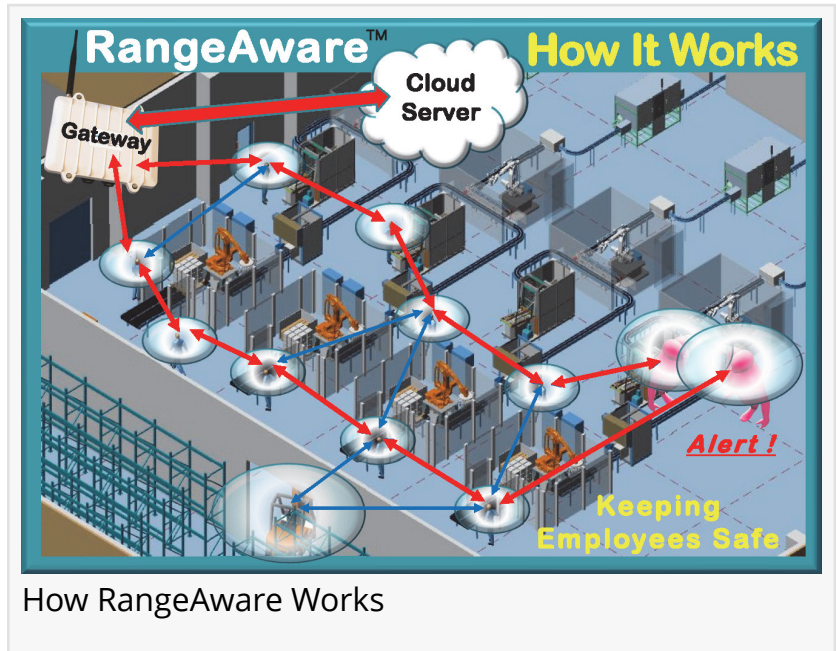 RangeAware™
How It Works
Cloud
Server
Gateway
Alert !
Keeping
Employees Safe
How RangeAware Works